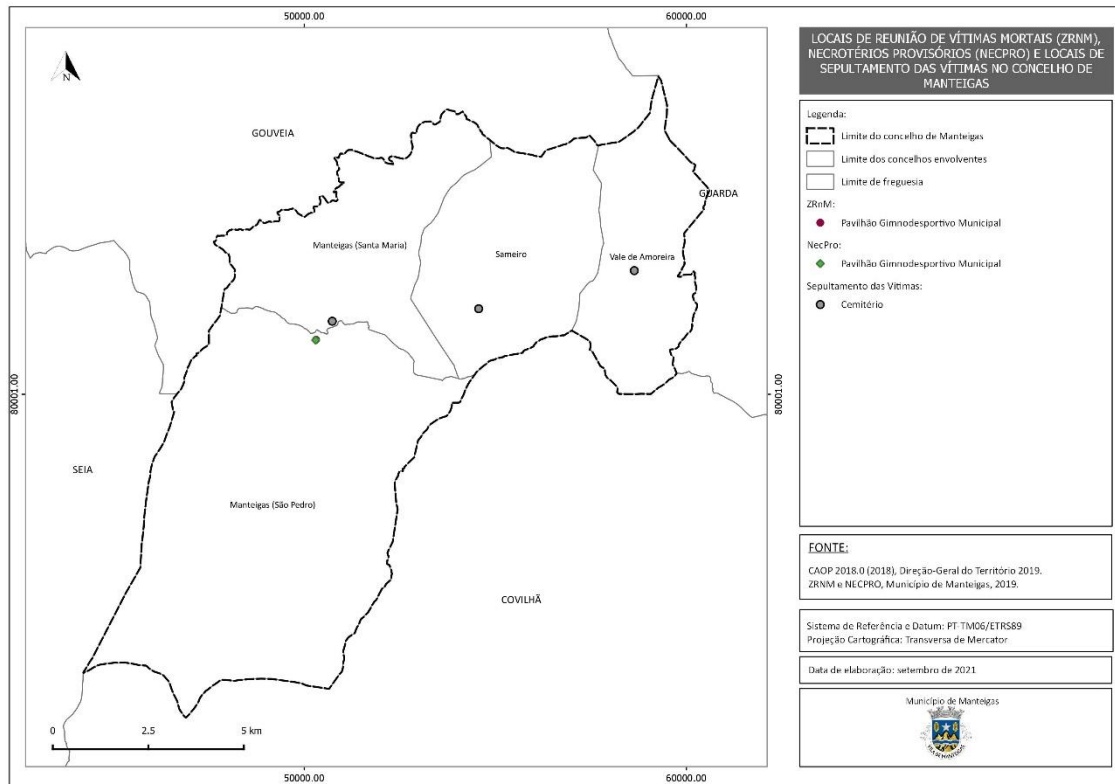 50000.00
60000.00
LOCAIS DE REUNIÃO DE VÍTIMAS MORTAIS (ZRNM),
NECROTÉRIOS PROVISÓRIOS (NECPRO) E LOCAIS DE
SEPULTAMENTO DAS VÍTIMAS NO CONCELHO DE
MANTEIGAS
N
GOUVEIA
GUARDA
Manteigas (Santa Maria)
Sameiro
Vale de Amoreira
80001.00
80001.00
SEIA
Manteigas (São Pedro)
COVILHÃ
0 2.5 5 km
50000.00
60000.00
Legenda:
Limite do concelho de Manteigas
Limite dos concelhos envolventes
Limite de freguesia
ZRnM:
Pavilhão Gimnodesportivo Municipal
NecPro:
Pavilhão Gimnodesportivo Municipal
Sepultamento das Vítimas:
Cemitério
FONTE:
CAOP 2018.0 (2018), Direção-Geral do Território 2019.
ZRNM e NECPRO, Município de Manteigas, 2019.
Sistema de Referência e Datum: PT-TM06/ETRS89
Projeção Cartográfica: Transversa de Mercator
Data de elaboração: setembro de 2021
Município de Manteigas
VILA DE MANTEIGAS